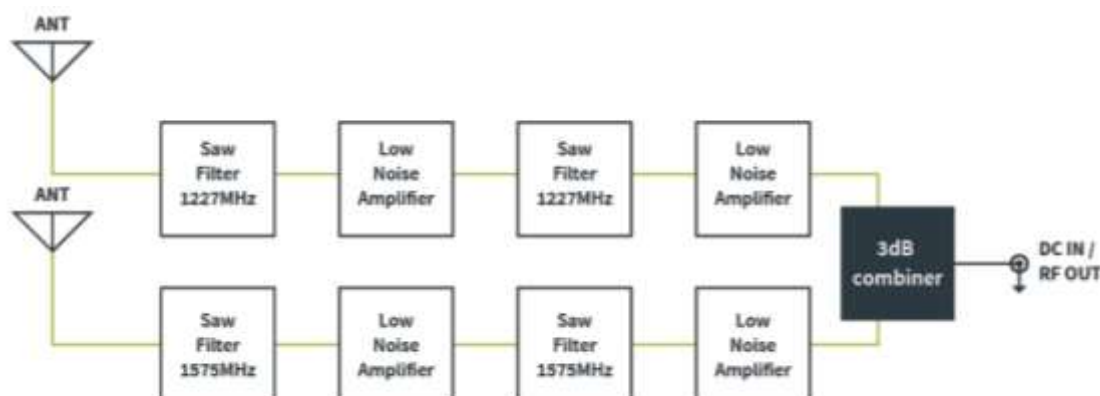 ANT
Saw
Filter
1227MHz
Low
Noise
Amplifier
Saw
Filter
1227MHz
Low
Noise
Amplifier
ANT
3dB
combiner
DC IN /
RF OUT
Saw
Filter
1575MHz
Low
Noise
Amplifier
Saw
Filter
1575MHz
Low
Noise
Amplifier